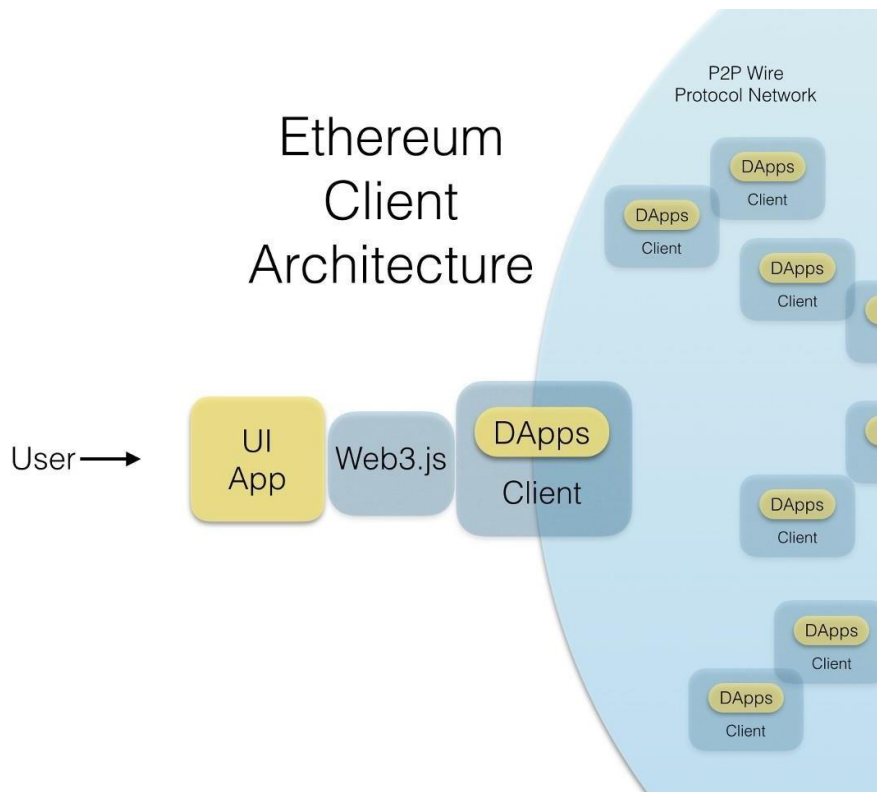 Ethereum
Client
Architecture
User
UI
App
Web3.js
DApps
Client
P2P Wire
Protocol Network
DApps
Client
DApps
Client
DApps
Client
DApps
Client
DApps
Client
DApps
Client